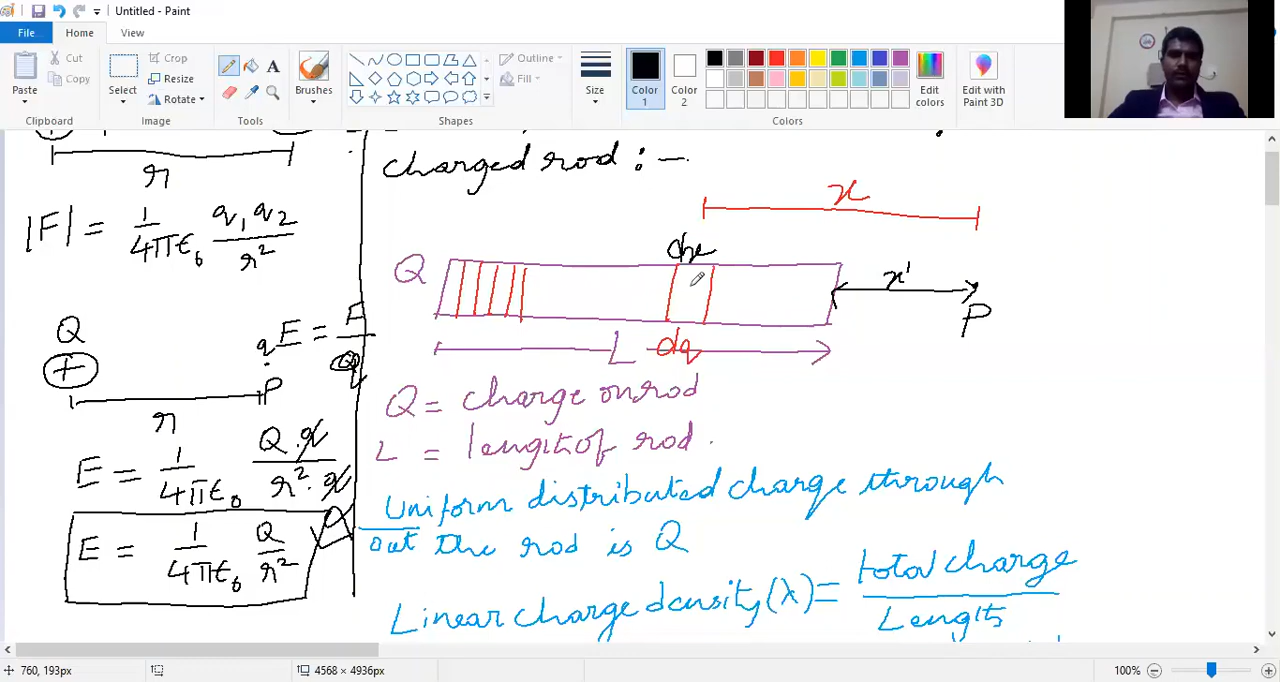 Untitled - Paint
File
Home
View
Paste
Cut
Copy
Clipboard
Select
Crop
Resize
Rotate
Image
A
Tools
Brushes
Shapes
Outline
Fill
Size
Color 1
Color 2
Edit colors
Edit with Paint 3D
Colors
r
|F| = 1/4πε₀ q₁q₂/r²
Q
+
q
P
r
E = F/q
E = 1/4πε₀ Q.q/r².q
E = 1/4πε₀ Q/r²
charged rod : —
x
dx
Q
x'
P
L
dq
Q = charge on rod
L = length of rod .
Uniform distributed charge through
out the rod is Q
Linear charge density (λ) = total charge / Length
760, 193px
4568 × 4936px
100%